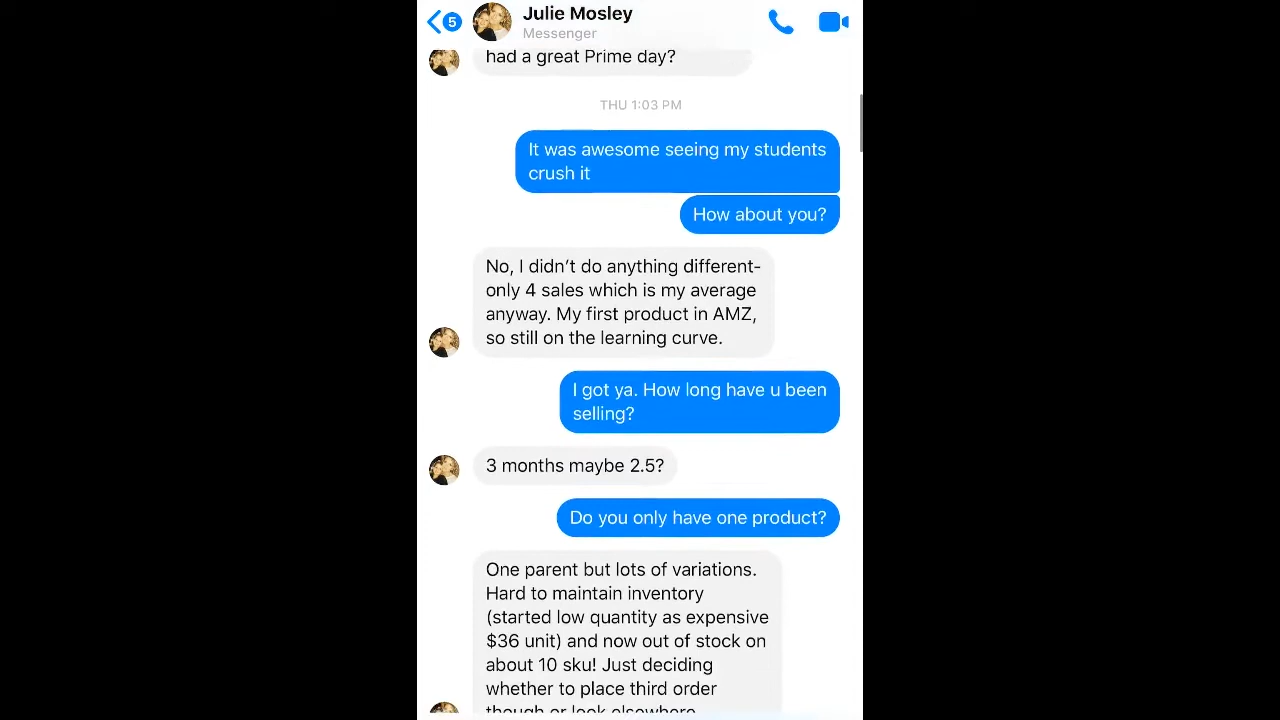 5
Julie Mosley
Messenger
had a great Prime day?
THU 1:03 PM
It was awesome seeing my students
crush it
How about you?
No, I didn't do anything different-
only 4 sales which is my average
anyway. My first product in AMZ,
so still on the learning curve.
I got ya. How long have u been
selling?
3 months maybe 2.5?
Do you only have one product?
One parent but lots of variations.
Hard to maintain inventory
(started low quantity as expensive
$36 unit) and now out of stock on
about 10 sku! Just deciding
whether to place third order
though or look elsewhere